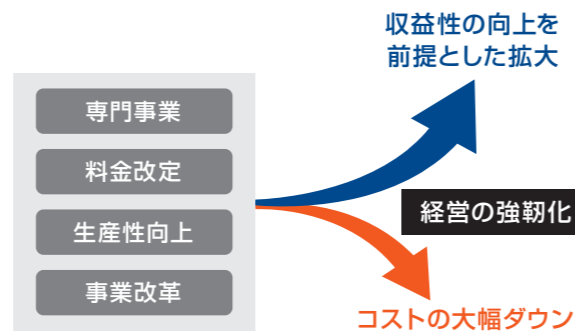 収益性の向上を
前提とした拡大
専門事業
料金改定
生産性向上
事業改革
経営の強靭化
コストの大幅ダウン